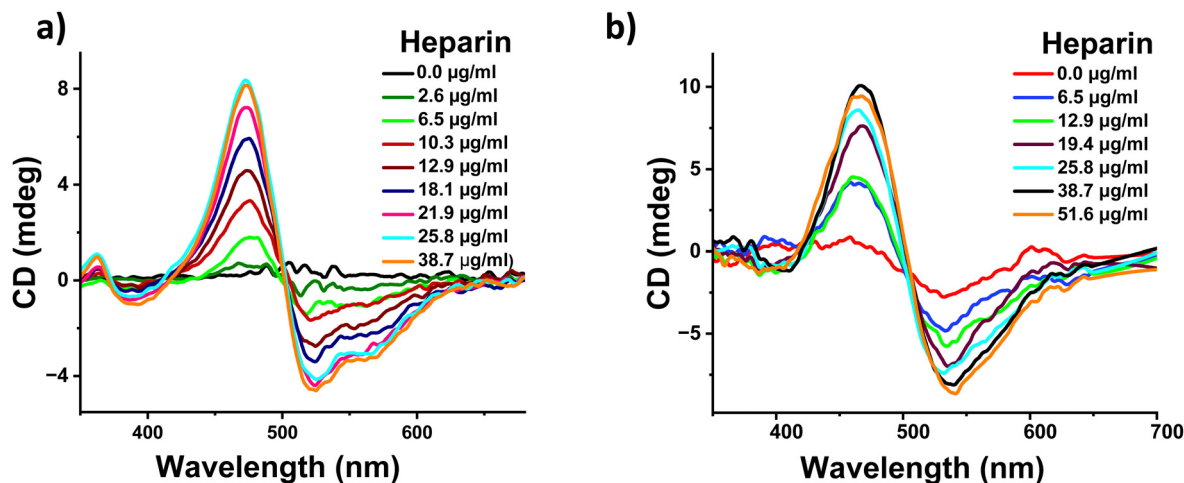 a)
Heparin
0.0 µg/ml
2.6 µg/ml
6.5 µg/ml
10.3 µg/ml
12.9 µg/ml
18.1 µg/ml
21.9 µg/ml
25.8 µg/ml
38.7 µg/ml
8
4
0
−4
CD (mdeg)
400 500 600
Wavelength (nm)
b)
Heparin
0.0 µg/ml
6.5 µg/ml
12.9 µg/ml
19.4 µg/ml
25.8 µg/ml
38.7 µg/ml
51.6 µg/ml
10
5
0
−5
CD (mdeg)
400 500 600 700
Wavelength (nm)